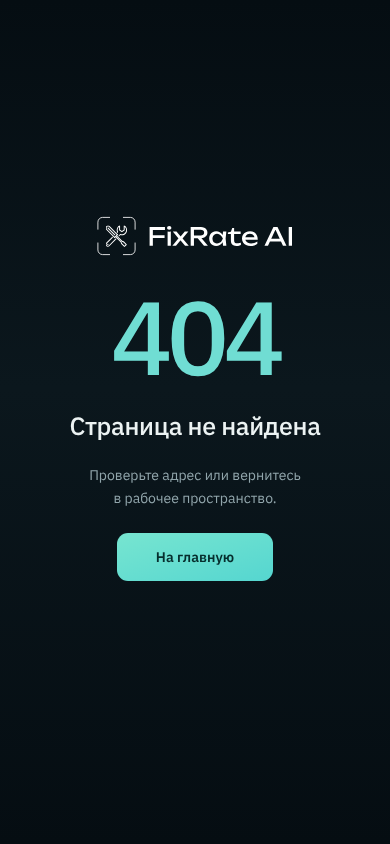 FixRate AI
404
Страница не найдена
Проверьте адрес или вернитесь
в рабочее пространство.
На главную